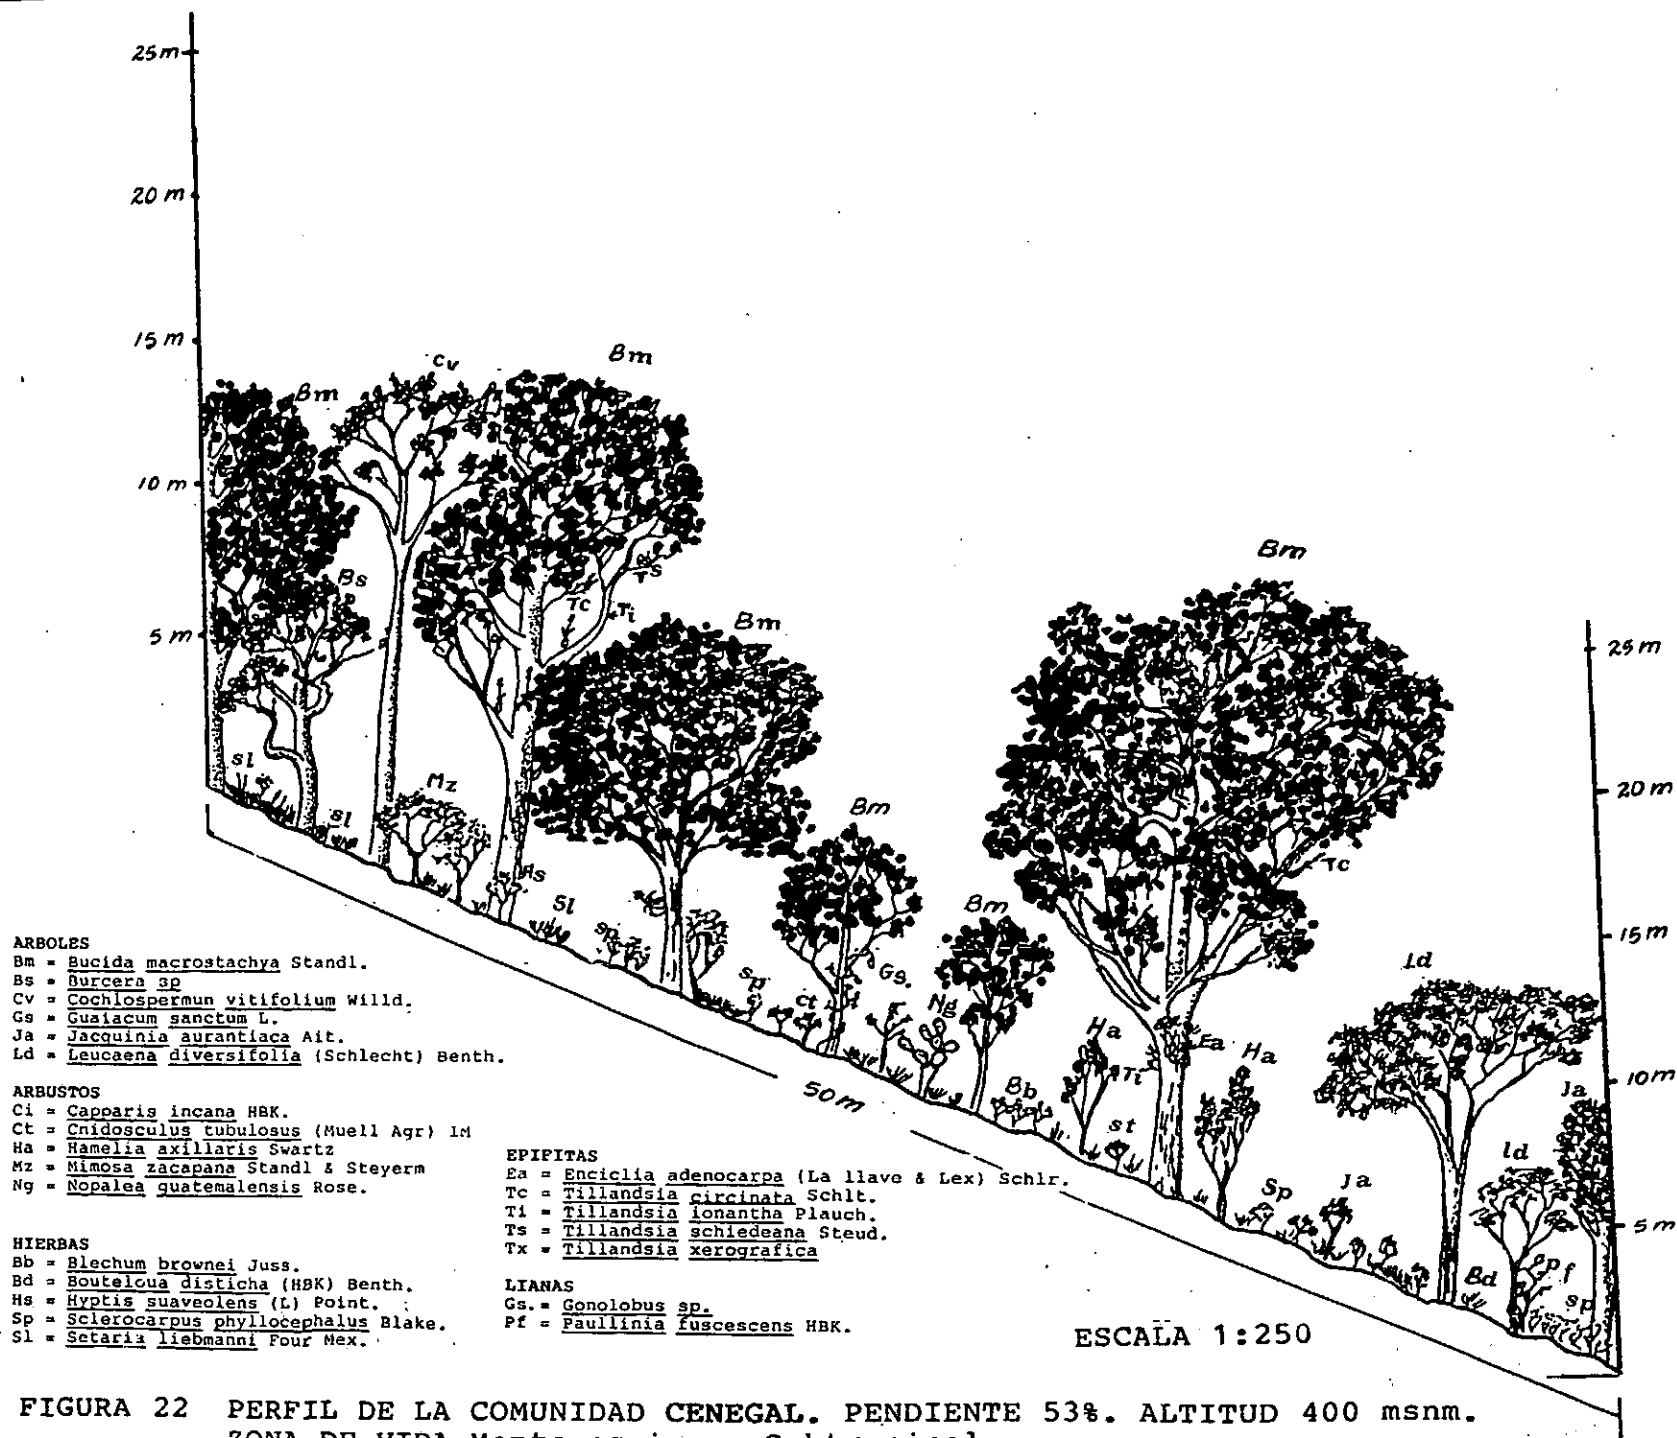 25m
20 m
15 m
10 m
5 m
Bm
Cv
Bm
Bs
Ts
Tc
Ti
Bm
Bm
sl
sl
Mz
Hs
Sl
sp
sp
ct
Bm
Gs.
Ng
Bm
Bb
Ha
Ti
st
Ea
Ha
Tc
Ld
Sp
Ja
Bd
ld
Ja
pf
sp
25m
20 m
15m
10m
5m
50m
ARBOLES
Bm = Bucida macrostachya Standl.
Bs = Burcera sp
Cv = Cochlospermun vitifolium Willd.
Gs = Guaiacum sanctum L.
Ja = Jacquinia aurantiaca Ait.
Ld = Leucaena diversifolia (Schlecht) Benth.
ARBUSTOS
Ci = Capparis incana HBK.
Ct = Cnidosculus tubulosus (Muell Agr) IM
Ha = Hamelia axillaris Swartz
Mz = Mimosa zacapana Standl & Steyerm
Ng = Nopalea guatemalensis Rose.
HIERBAS
Bb = Blechum brownei Juss.
Bd = Bouteloua disticha (HBK) Benth.
Hs = Hyptis suaveolens (L) Point.
Sp = Sclerocarpus phyllocephalus Blake.
Sl = Setaria liebmanni Four Mex.
EPIFITAS
Ea = Enciclia adenocarpa (La llave & Lex) Schlr.
Tc = Tillandsia circinata Schlt.
Ti = Tillandsia ionantha Plauch.
Ts = Tillandsia schiedeana Steud.
Tx = Tillandsia xerografica
LIANAS
Gs. = Gonolobus sp.
Pf = Paullinia fuscescens HBK.
ESCALA 1:250
FIGURA 22 PERFIL DE LA COMUNIDAD CENEGAL. PENDIENTE 53%. ALTITUD 400 msnm.
ZONA DE VIDA Monte